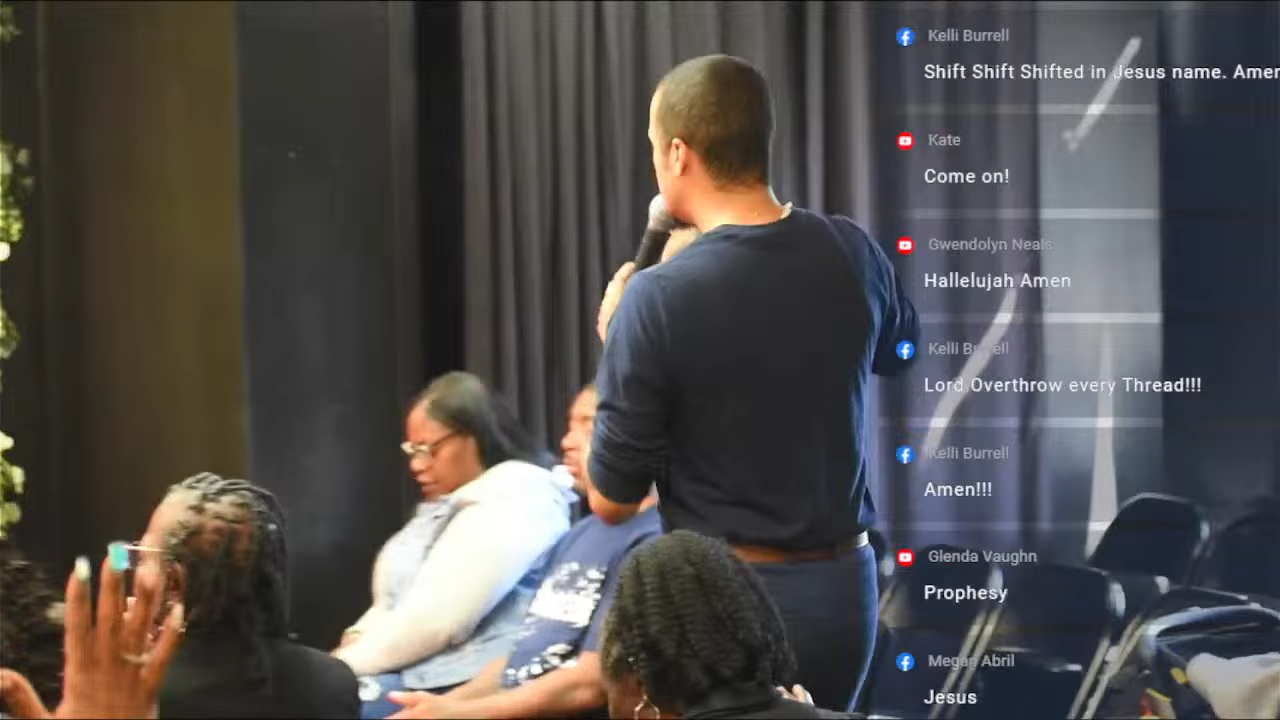 Kelli Burrell
Shift Shift Shifted in Jesus name. Amen
Kate
Come on!
Gwendolyn Neals
Hallelujah Amen
Kelli Burrell
Lord Overthrow every Thread!!!
Kelli Burrell
Amen!!!
Glenda Vaughn
Prophesy
Megan Abril
Jesus